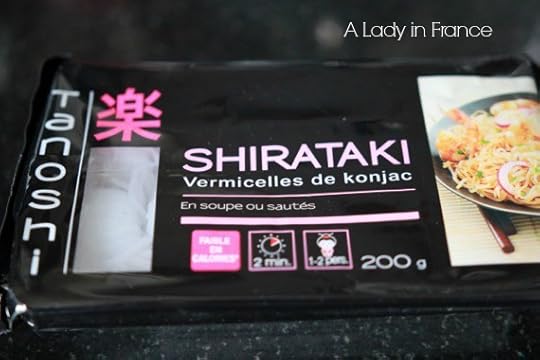 A Lady in France
Tanoshi
楽
SHIRATAKI
Vermicelles de konjac
En soupe ou sautés
FAIBLE EN CALORIES*
2 min.
1-2 pers.
200 g